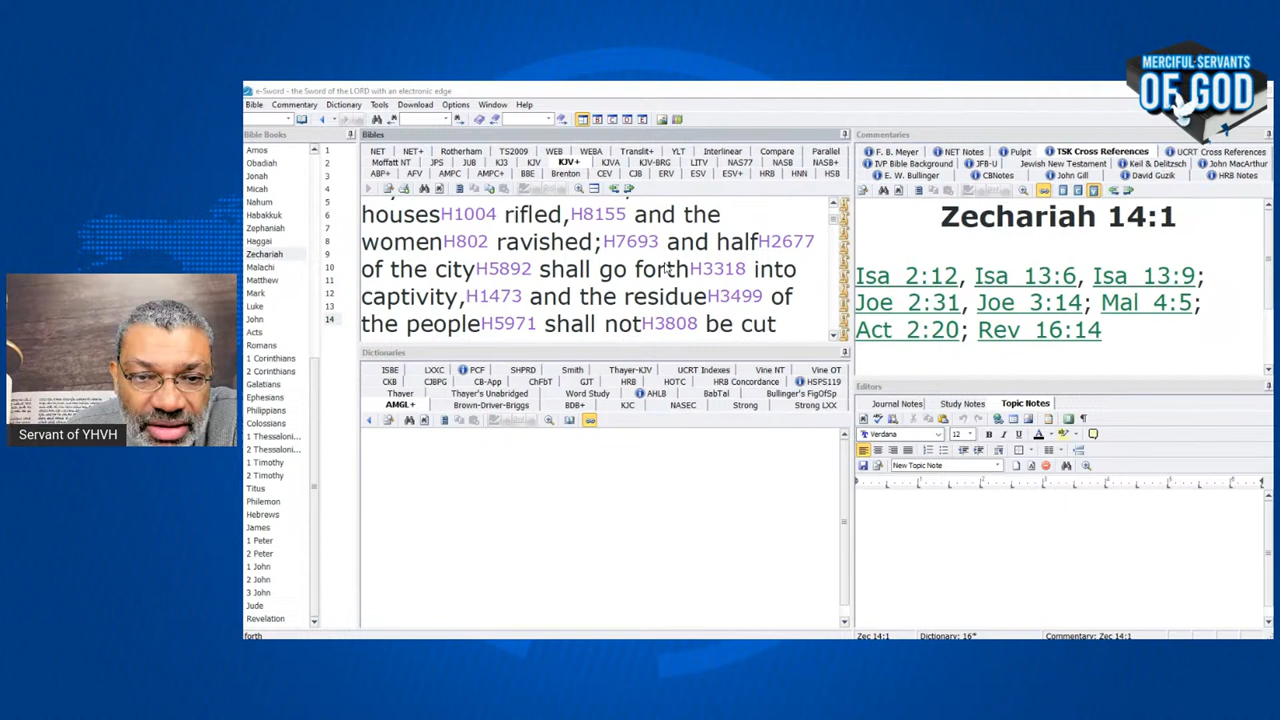 MERCIFUL-SERVANTS
OF GOD
e-Sword - the Sword of the LORD with an electronic edge
Bible Commentary Dictionary Tools Download Options Window Help
Bible Books
Amos
Obadiah
Jonah
Micah
Nahum
Habakkuk
Zephaniah
Haggai
Zechariah
Malachi
Matthew
Mark
Luke
John
Acts
Romans
1 Corinthians
2 Corinthians
Galatians
Ephesians
Philippians
Colossians
1 Thessaloni...
2 Thessaloni...
1 Timothy
2 Timothy
Titus
Philemon
Hebrews
James
1 Peter
2 Peter
1 John
2 John
3 John
Jude
Revelation
1
2
3
4
5
6
7
8
9
10
11
12
13
14
Bibles
NET NET+ Rotherham TS2009 WEB WEBA Translit+ YLT Interlinear Compare Parallel
Moffatt NT JPS JUB KJ3 KJV KJV+ KJVA KJV-BRG LITV NAS77 NASB NASB+
ABP+ AFV AMPC AMPC+ BBE Brenton CEV CJB ERV ESV ESV+ HRB HNN HSB
housesH1004 rifled,H8155 and the
womenH802 ravished;H7693 and halfH2677
of the cityH5892 shall go forthH3318 into
captivity,H1473 and the residueH3499 of
the peopleH5971 shall notH3808 be cut
Dictionaries
ISBE LXXC PCF SHPRD Smith Thayer-KJV UCRT Indexes Vine NT Vine OT
CKB CJBPG CB-App ChFbT GJT HRB HOTC HRB Concordance HSPS119
Thayer Thayer's Unabridged Word Study AHLB BabTal Bullinger's FigOfSp
AMGL+ Brown-Driver-Briggs BDB+ KJC NASEC Strong Strong LXX
Commentaries
F. B. Meyer NET Notes Pulpit TSK Cross References UCRT Cross References
IVP Bible Background JFB-U Jewish New Testament Keil & Delitzsch John MacArthur
E. W. Bullinger CBNotes John Gill David Guzik HRB Notes
Zechariah 14:1
Isa 2:12, Isa 13:6, Isa 13:9;
Joe 2:31, Joe 3:14; Mal 4:5;
Act 2:20; Rev 16:14
Editors
Journal Notes Study Notes Topic Notes
Verdana 12 B I U A
New Topic Note
Servant of YHVH
forth
Zec 14:1 Dictionary: 16* Commentary: Zec 14:1